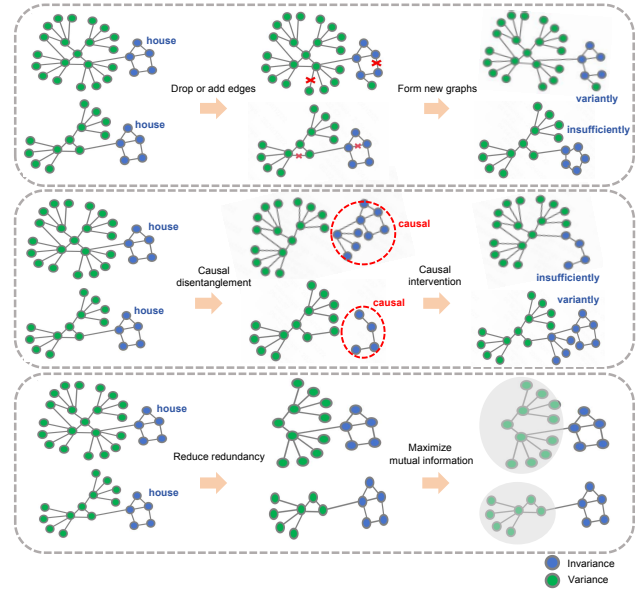 house
Drop or add edges
Form new graphs
variantly
house
insufficiently
house
causal
Causal
disentanglement
Causal
intervention
insufficiently
house
causal
variantly
house
Reduce redundancy
Maximize
mutual information
house
Invariance
Variance